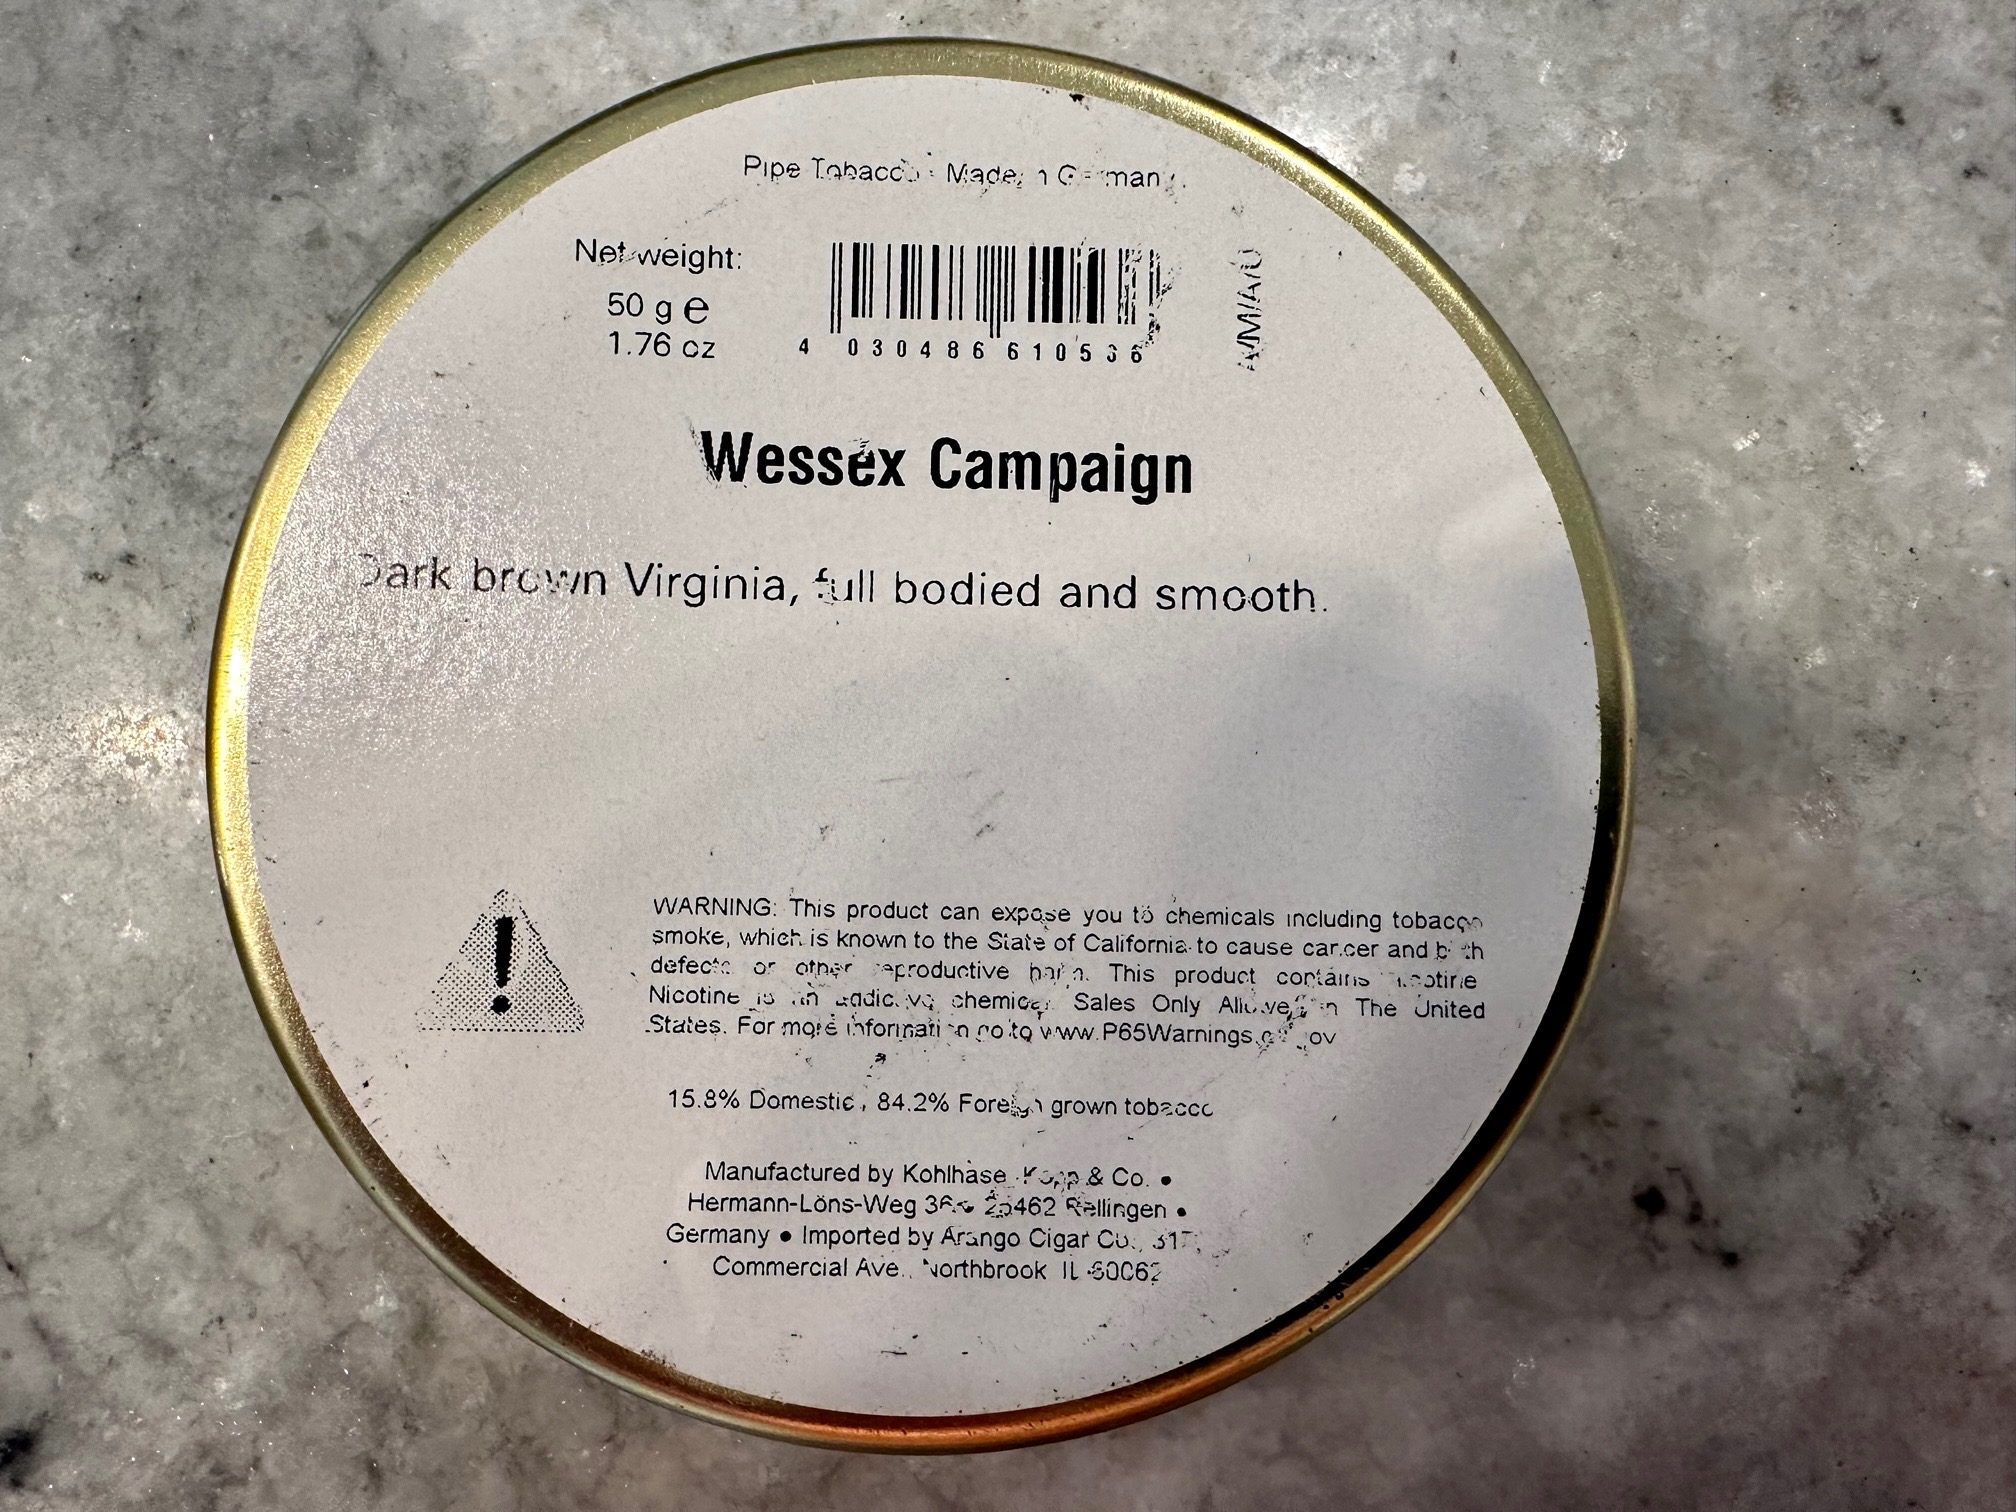 Pipe Tobacco · Made in Germany
Net weight:
50 g e
1.76 oz
4 030486 610536
Wessex Campaign
Dark brown Virginia, full bodied and smooth.
WARNING: This product can expose you to chemicals including tobacco
smoke, which is known to the State of California to cause cancer and birth
defects or other reproductive harm. This product contains nicotine
Nicotine is an addictive chemical Sales Only Allowed in The United
States. For more information go to www.P65Warnings.ca.gov
15.8% Domestic, 84.2% Foreign grown tobacco
Manufactured by Kohlhase, Kopp & Co. •
Hermann-Löns-Weg 36 • 25462 Rellingen •
Germany • Imported by Arango Cigar Co.,
Commercial Ave., Northbrook IL 60062